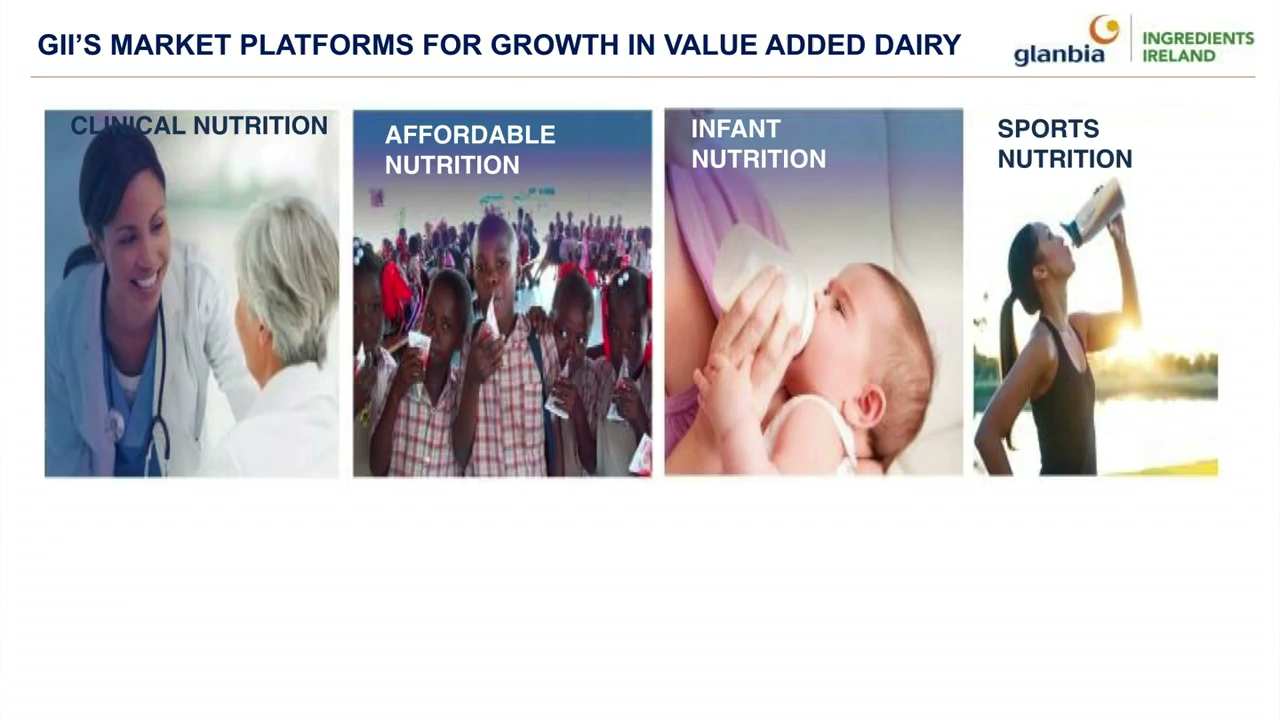 GII'S MARKET PLATFORMS FOR GROWTH IN VALUE ADDED DAIRY
glanbia
INGREDIENTS
IRELAND
CLINICAL NUTRITION
AFFORDABLE
NUTRITION
INFANT
NUTRITION
SPORTS
NUTRITION